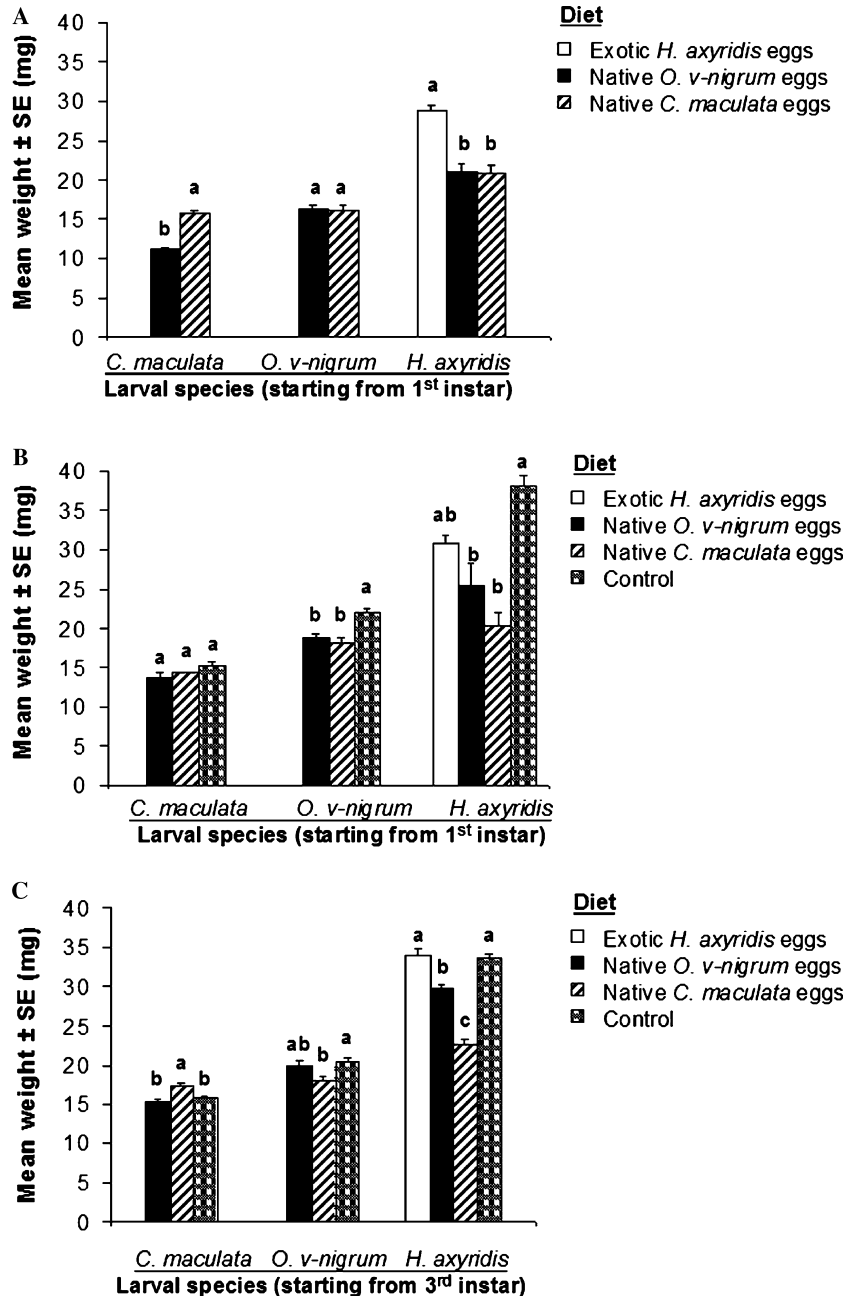 A
Mean weight ± SE (mg)
40
35
30
25
20
15
10
5
0
b
a
a a
a
b b
C. maculata O. v-nigrum H. axyridis
Larval species (starting from 1st instar)
Diet
Exotic H. axyridis eggs
Native O. v-nigrum eggs
Native C. maculata eggs
B
Mean weight ± SE (mg)
40
35
30
25
20
15
10
5
0
a a a
b b a
ab b b a
C. maculata O. v-nigrum H. axyridis
Larval species (starting from 1st instar)
Diet
Exotic H. axyridis eggs
Native O. v-nigrum eggs
Native C. maculata eggs
Control
C
Mean weight ± SE (mg)
40
35
30
25
20
15
10
5
0
b a b
ab b a
a b c a
C. maculata O. v-nigrum H. axyridis
Larval species (starting from 3rd instar)
Diet
Exotic H. axyridis eggs
Native O. v-nigrum eggs
Native C. maculata eggs
Control